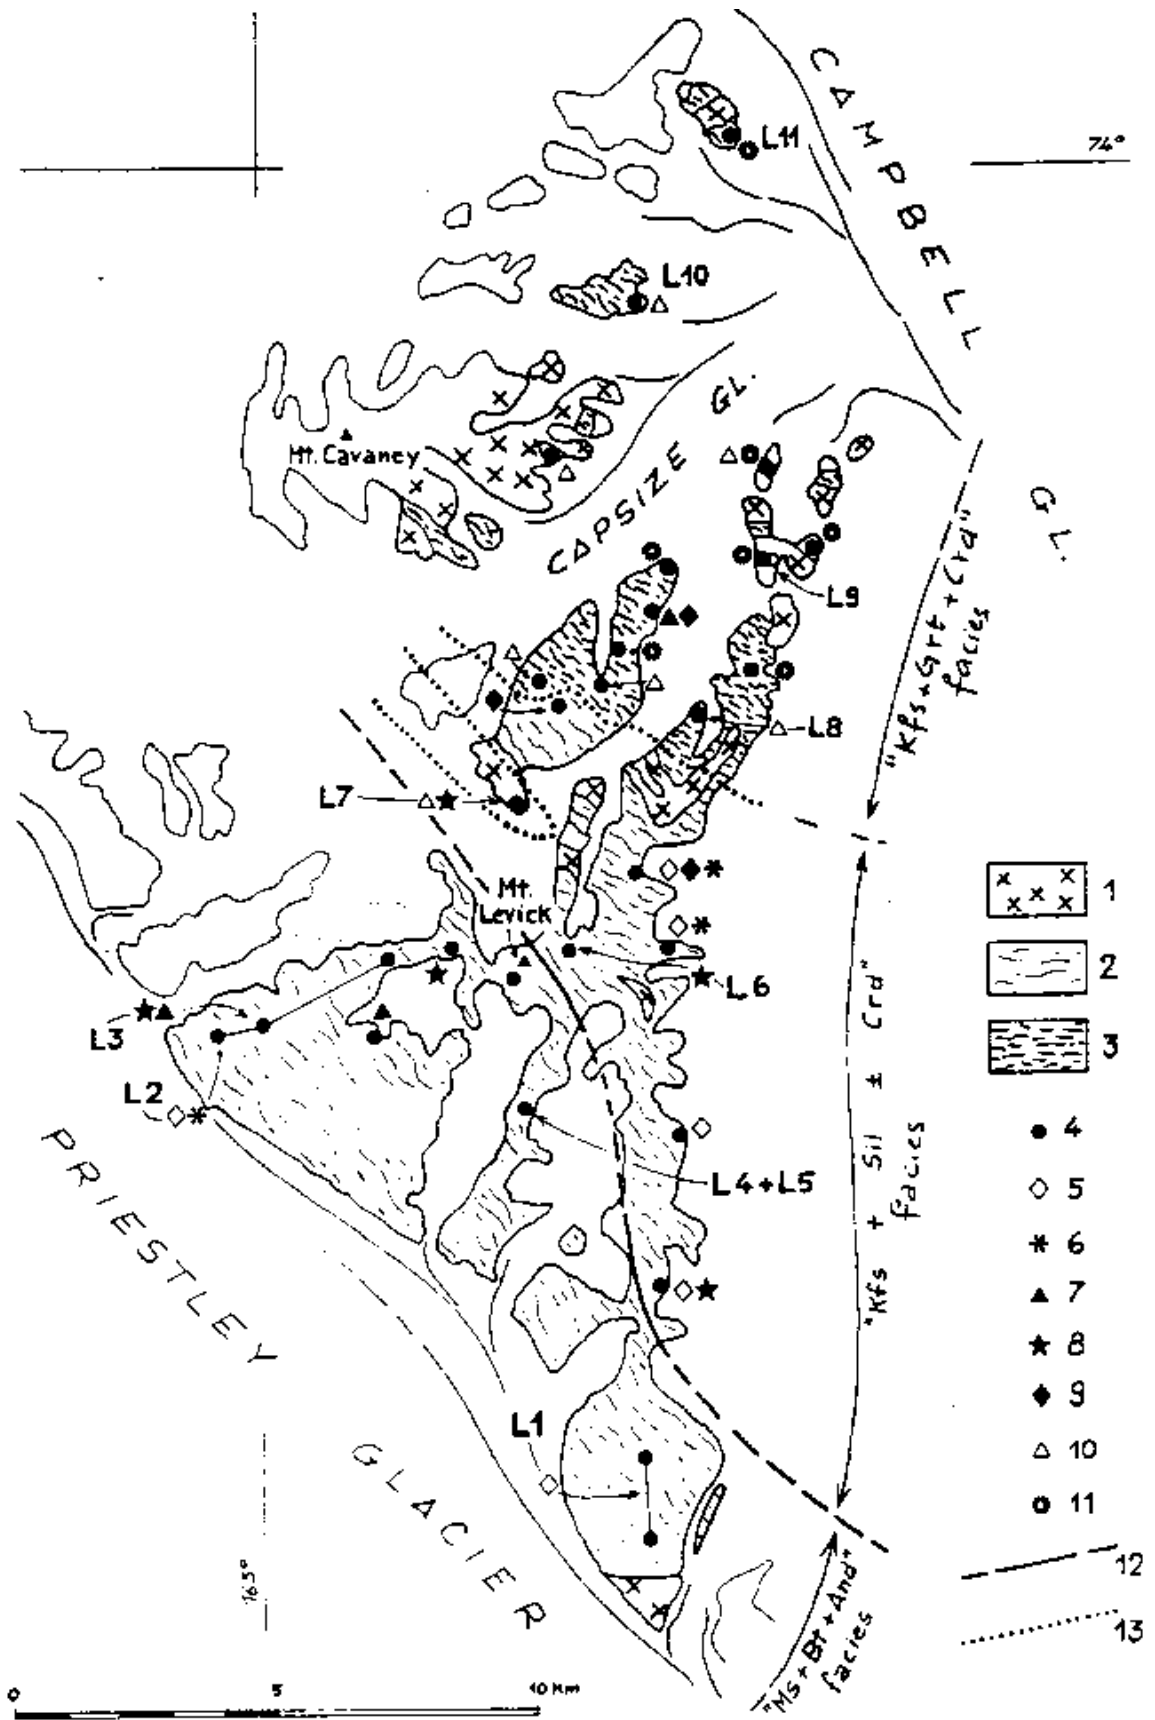 CAMPBELL
GL.
L11
74°
L10
CAPSIZE GL.
Mt. Cavaney
L9
"Kfs + Grt + Crd"
facies
L8
L7
Mt.
Levick
1
2
L6
3
L3
L2
"Kfs + Sil ± Crd"
facies
4
L4+L5
5
6
PRIESTLEY
GLACIER
7
8
9
L1
10
11
12
165°
"Ms + Bt + And"
facies
13
0 5 10 Km